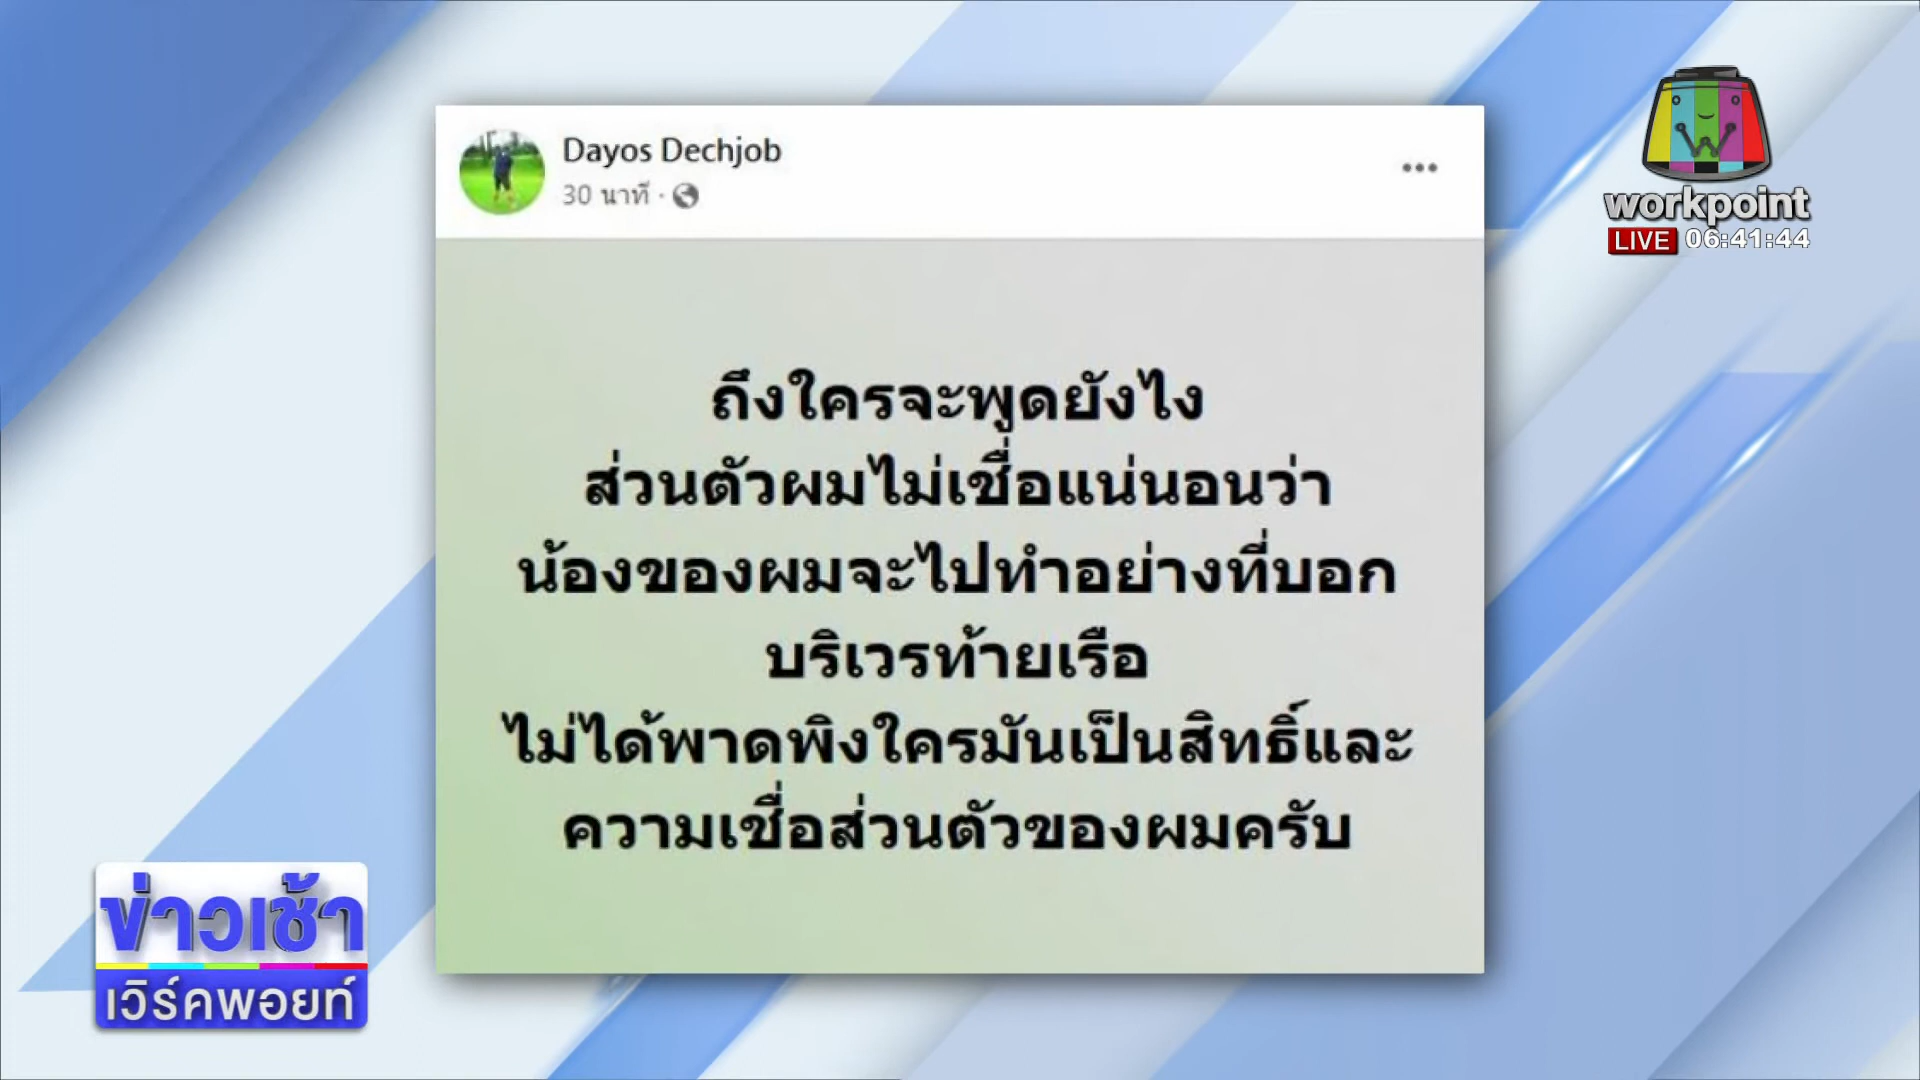 Dayos Dechjob
30 นาที ·
workpoint
LIVE 06:41:44
ถึงใครจะพูดยังไง
ส่วนตัวผมไม่เชื่อแน่นอนว่า
น้องของผมจะไปทำอย่างที่บอก
บริเวรท้ายเรือ
ไม่ได้พาดพิงใครมันเป็นสิทธิ์และ
ความเชื่อส่วนตัวของผมครับ
ข่าวเช้า
เวิร์คพอยท์